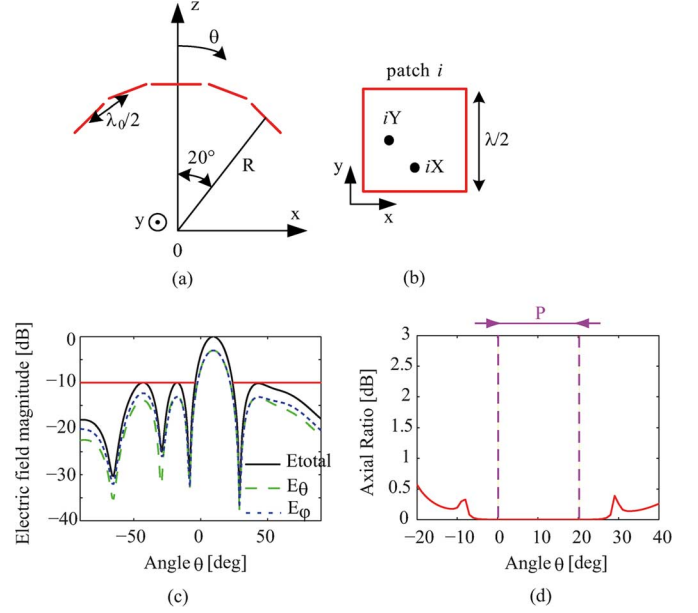 z
θ
λ0/2
20°
R
y
x
0
(a)
patch i
iY
iX
λ/2
y
x
(b)
Electric field magnitude [dB]
0
−10
−20
−30
−40
−50
0
50
Etotal
Eθ
Eφ
Angle θ [deg]
(c)
P
Axial Ratio [dB]
3
2.5
2
1.5
1
0.5
0
−20
−10
0
10
20
30
40
Angle θ [deg]
(d)